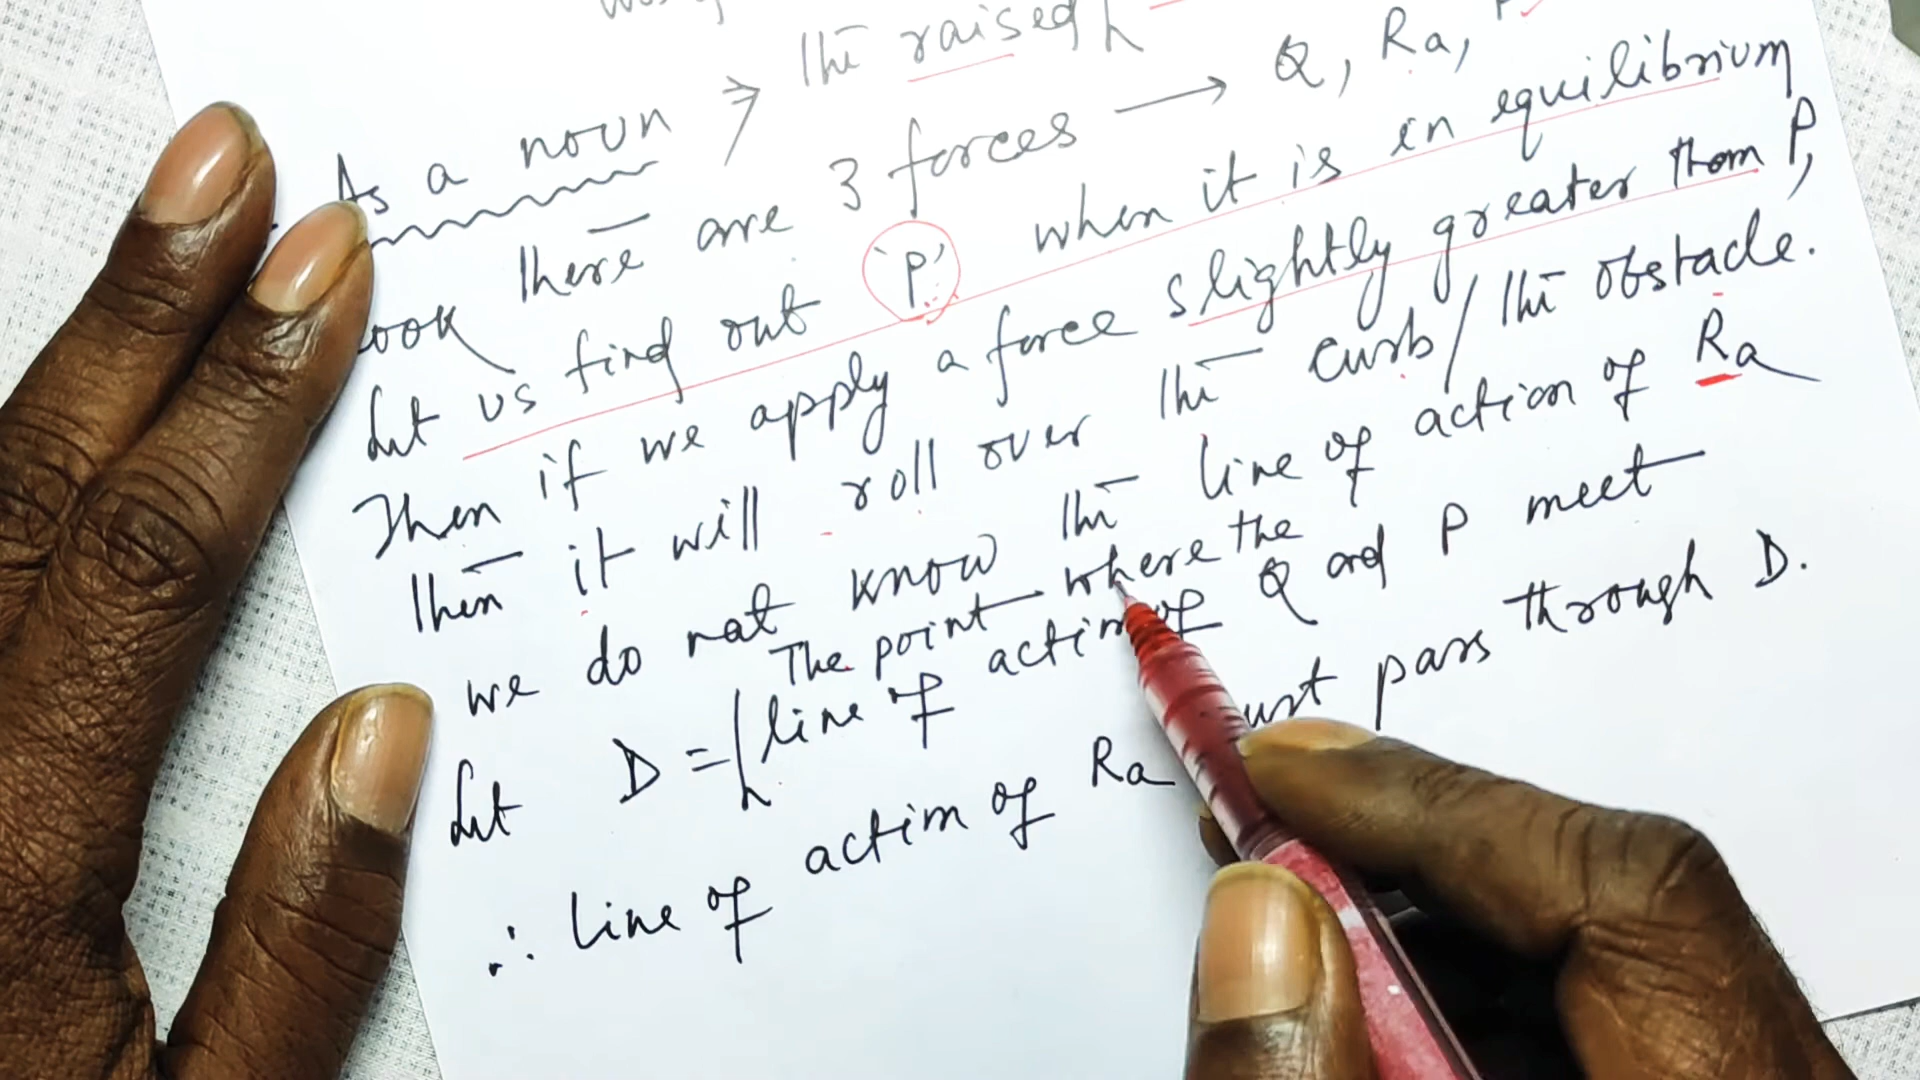 As a noun ⇒ The raised
ook There are 3 forces → Q, Ra, P
Let us find out 'P' when it is in equilibrium
Then if we apply a force slightly greater than P,
Then it will roll over the curb/the obstacle.
we do not know the line of action of Ra
The point where the
Let D = line of action of Q and P meet
∴ Line of action of Ra ust pass through D.